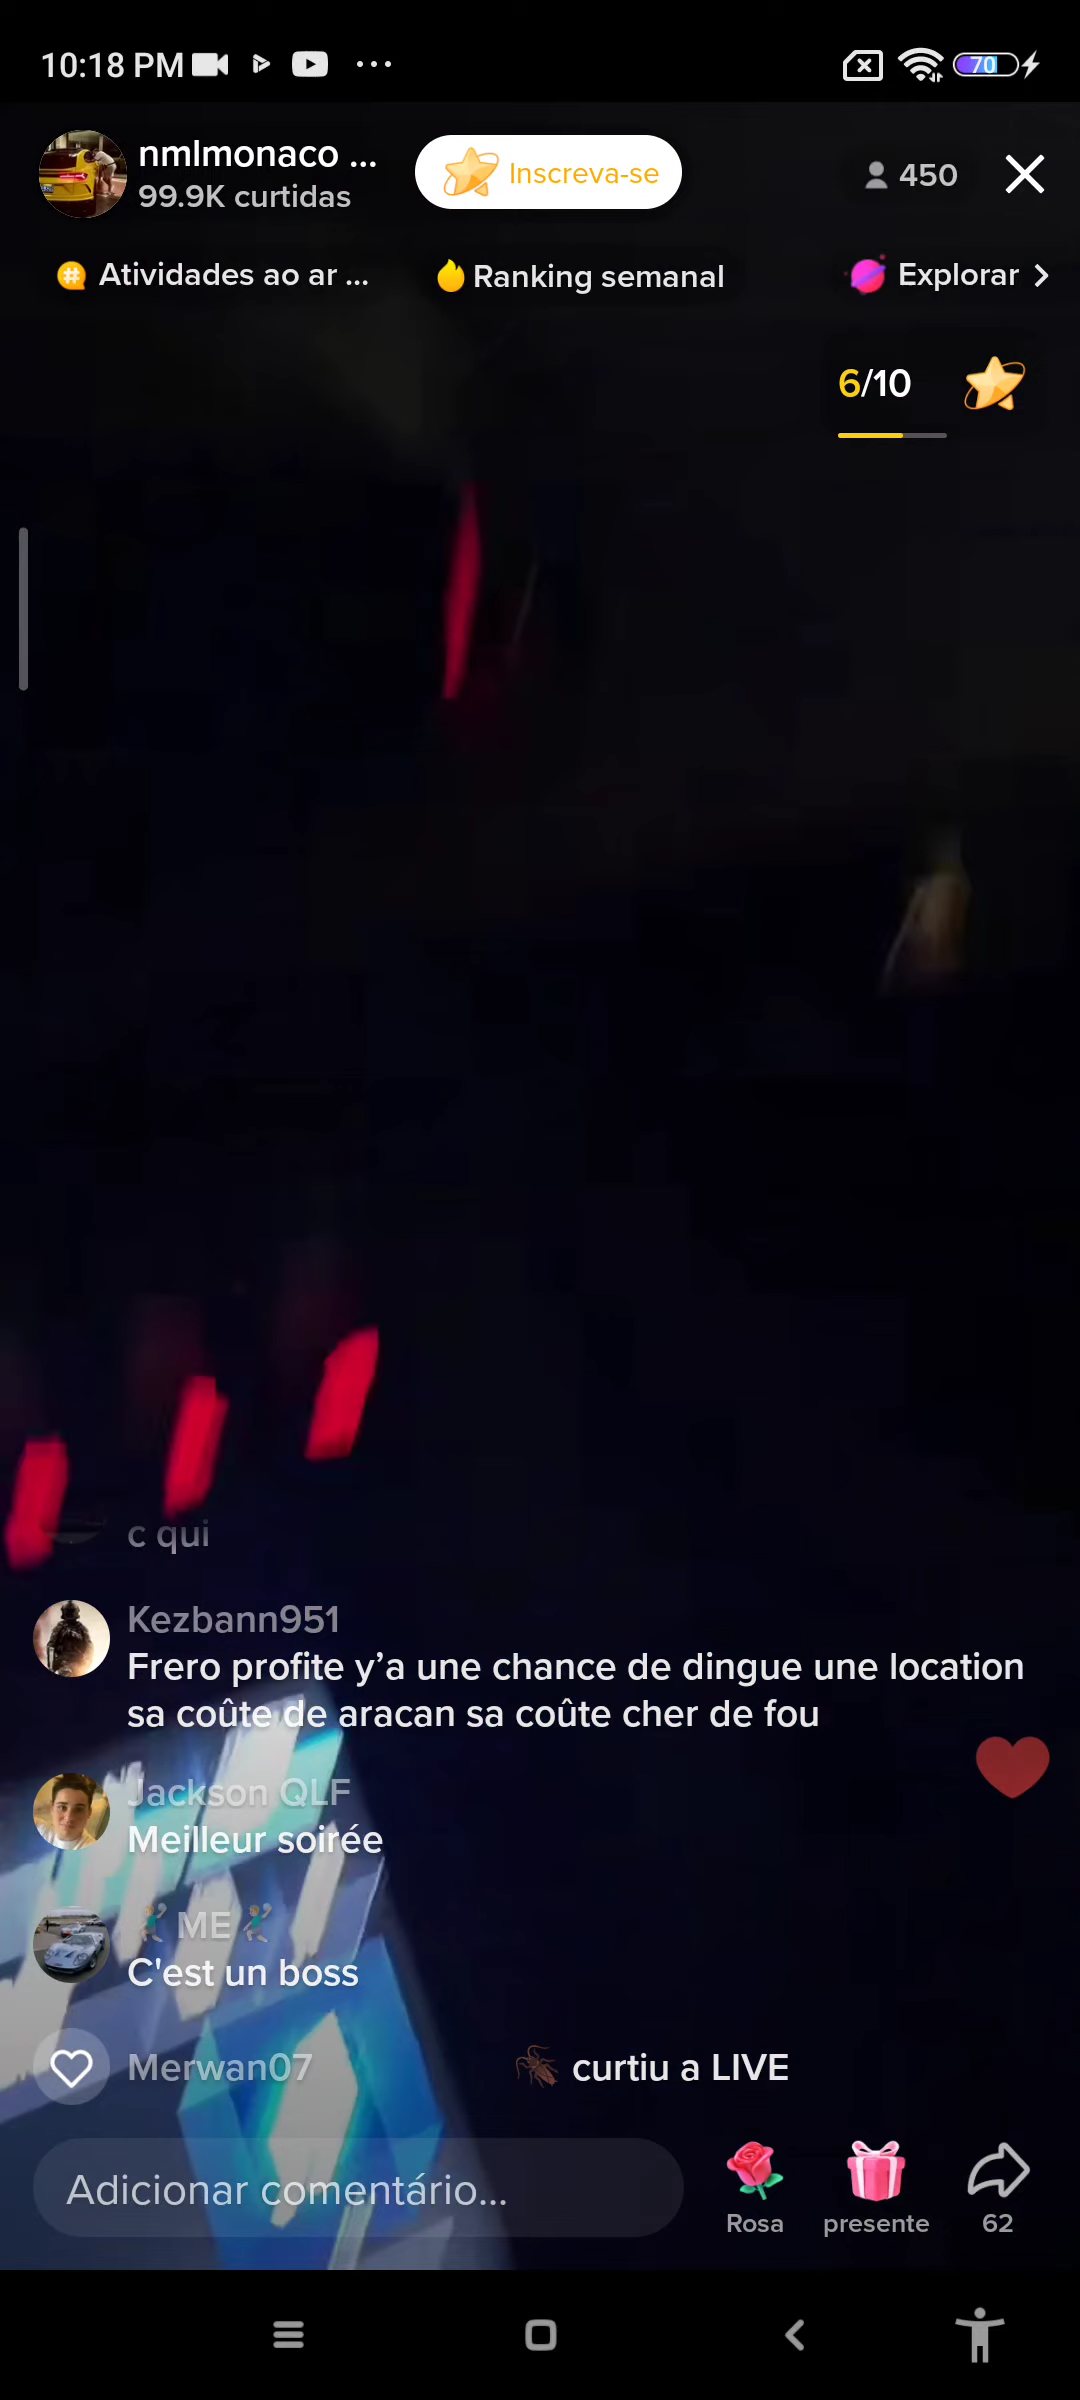 10:18 PM
70
nmlmonaco ...
99.9K curtidas
Inscreva-se
450
Atividades ao ar ...
Ranking semanal
Explorar
6/10
c qui
Kezbann951
Frero profite y’a une chance de dingue une location
sa coûte de aracan sa coûte cher de fou
Jackson QLF
Meilleur soirée
ME
C'est un boss
Merwan07 curtiu a LIVE
Adicionar comentário...
Rosa
presente
62